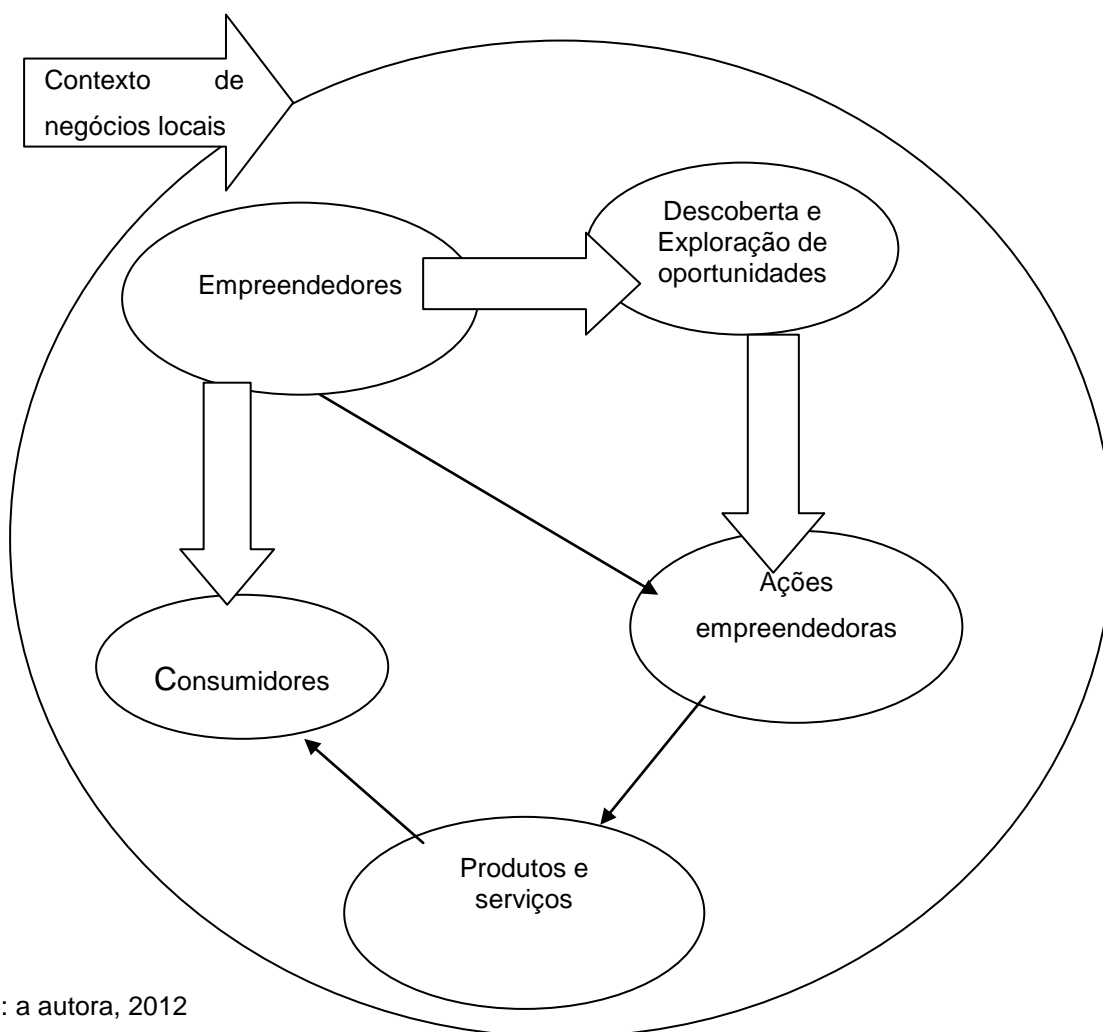 Contexto de
negócios locais
Descoberta e
Exploração de
oportunidades
Empreendedores
Ações
empreendedoras
Consumidores
Produtos e
serviços
: a autora, 2012